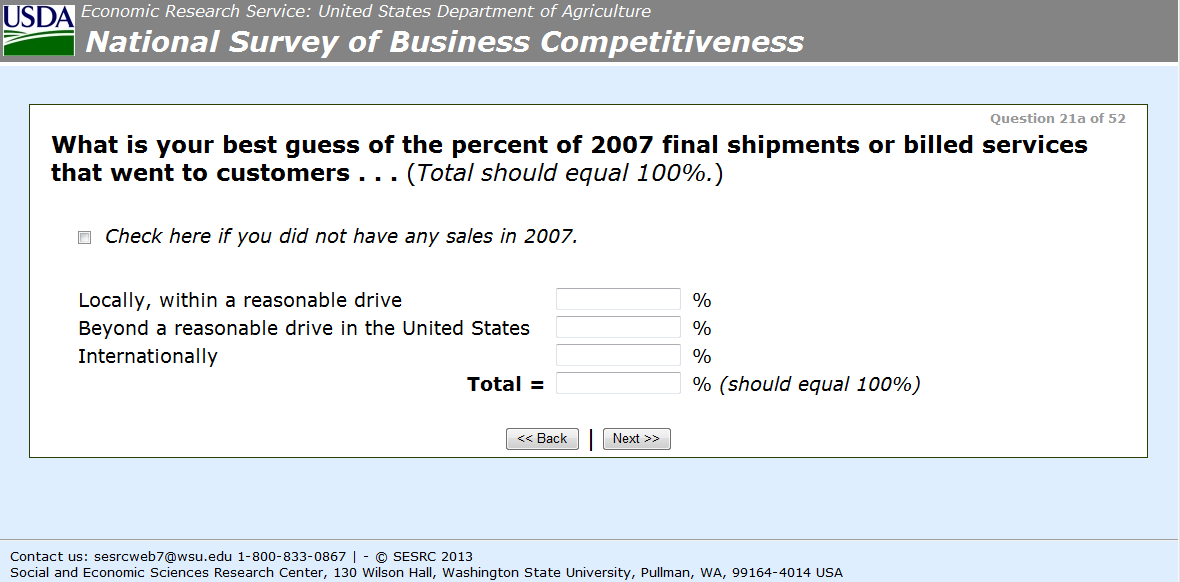 USDA
Economic Research Service: United States Department of Agriculture
National Survey of Business Competitiveness
Question 21a of 52
What is your best guess of the percent of 2007 final shipments or billed services
that went to customers . . . (Total should equal 100%.)
Check here if you did not have any sales in 2007.
Locally, within a reasonable drive %
Beyond a reasonable drive in the United States %
Internationally %
Total = % (should equal 100%)
<< Back | Next >>
Contact us: sesrcweb7@wsu.edu 1-800-833-0867 | - © SESRC 2013
Social and Economic Sciences Research Center, 130 Wilson Hall, Washington State University, Pullman, WA, 99164-4014 USA